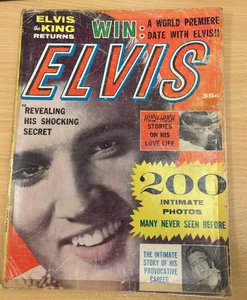 ELVIS
the KING
RETURNS
WIN:
A WORLD PREMIERE
DATE WITH ELVIS!!
ELVIS
35¢
REVEALING
HIS SHOCKING
SECRET
HUSH-HUSH
STORIES
ON HIS
LOVE LIFE
200
INTIMATE
PHOTOS
MANY NEVER SEEN BEFORE
THE INTIMATE
STORY OF HIS
PROVOCATIVE
CAREER